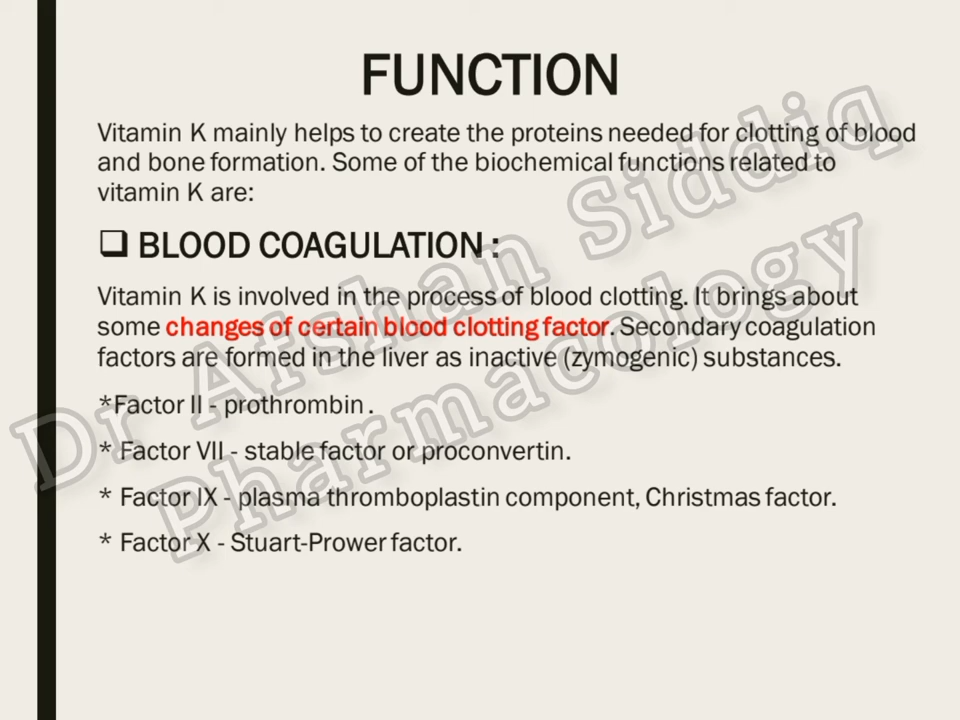 FUNCTION
Vitamin K mainly helps to create the proteins needed for clotting of blood
and bone formation. Some of the biochemical functions related to
vitamin K are:
❑ BLOOD COAGULATION :
Vitamin K is involved in the process of blood clotting. It brings about
some changes of certain blood clotting factor. Secondary coagulation
factors are formed in the liver as inactive (zymogenic) substances.
*Factor II - prothrombin .
* Factor VII - stable factor or proconvertin.
* Factor IX - plasma thromboplastin component, Christmas factor.
* Factor X - Stuart-Prower factor.
Dr Afshan Siddiq
Pharmacology